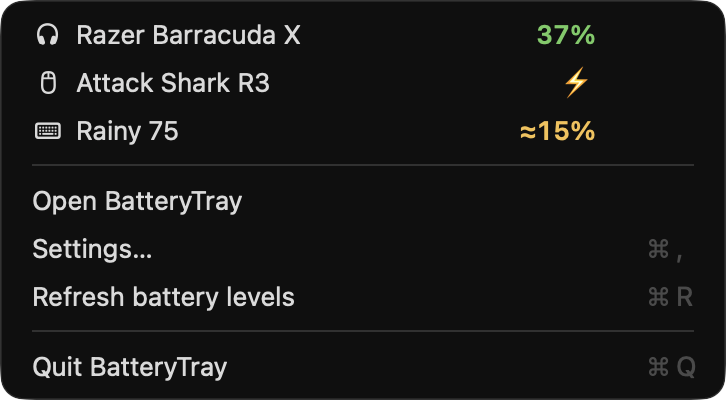 Razer Barracuda X 37%
Attack Shark R3 ⚡
Rainy 75 ≈15%
Open BatteryTray
Settings... ⌘ ,
Refresh battery levels ⌘ R
Quit BatteryTray ⌘ Q